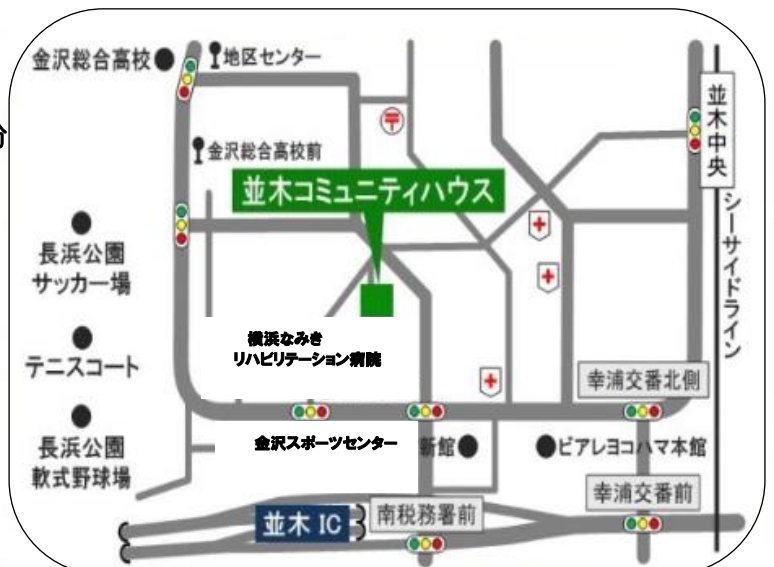 金沢総合高校
地区センター
分
金沢総合高校前
並木中央
並木コミュニティハウス
シーサイドライン
長浜公園
サッカー場
横浜なみき
リハビリテーション病院
テニスコート
幸浦交番北側
長浜公園
軟式野球場
金沢スポーツセンター
新館
ピアレヨコハマ本館
幸浦交番前
並木 IC
南税務署前